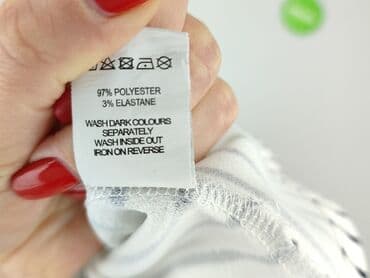 97% POLYESTER
3% ELASTANE
WASH DARK COLOURS
SEPARATELY
WASH INSIDE OUT
IRON ON REVERSE